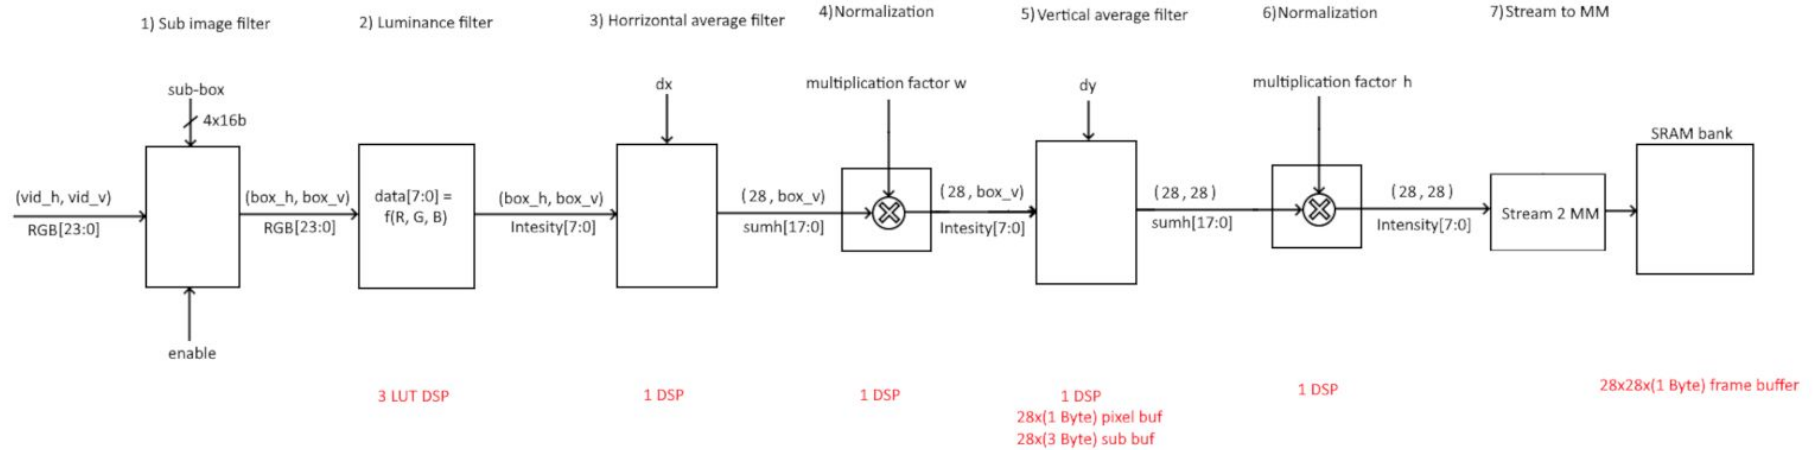 1) Sub image filter
2) Luminance filter
3) Horrizontal average filter
4)Normalization
5)Vertical average filter
6)Normalization
7)Stream to MM
sub-box
4x16b
dx
multiplication factor w
dy
multiplication factor h
SRAM bank
(vid_h, vid_v)
RGB[23:0]
(box_h, box_v)
RGB[23:0]
data[7:0] =
f(R, G, B)
(box_h, box_v)
Intesity[7:0]
(28, box_v)
sumh[17:0]
(28, box_v)
Intesity[7:0]
(28, 28)
sumh[17:0]
(28, 28)
Intensity[7:0]
Stream 2 MM
enable
3 LUT DSP
1 DSP
1 DSP
1 DSP
28x(1 Byte) pixel buf
28x(3 Byte) sub buf
1 DSP
28x28x(1 Byte) frame buffer